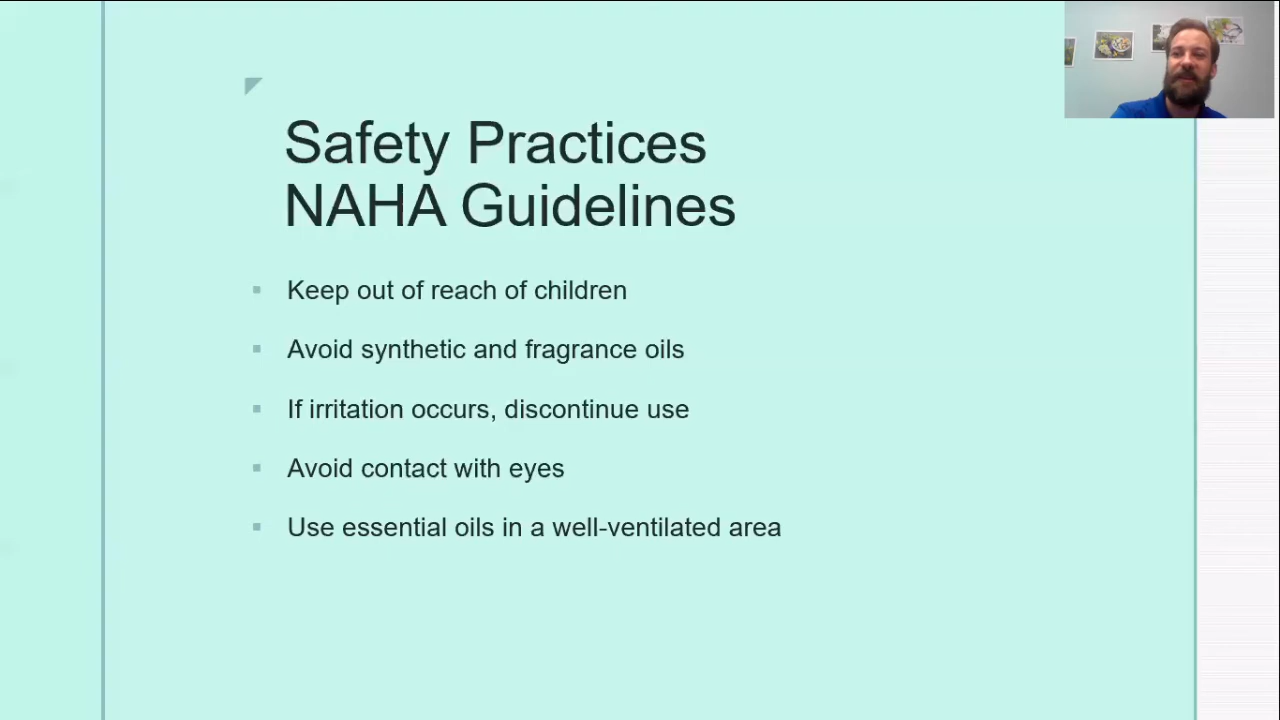 Safety Practices
NAHA Guidelines
Keep out of reach of children
Avoid synthetic and fragrance oils
If irritation occurs, discontinue use
Avoid contact with eyes
Use essential oils in a well-ventilated area